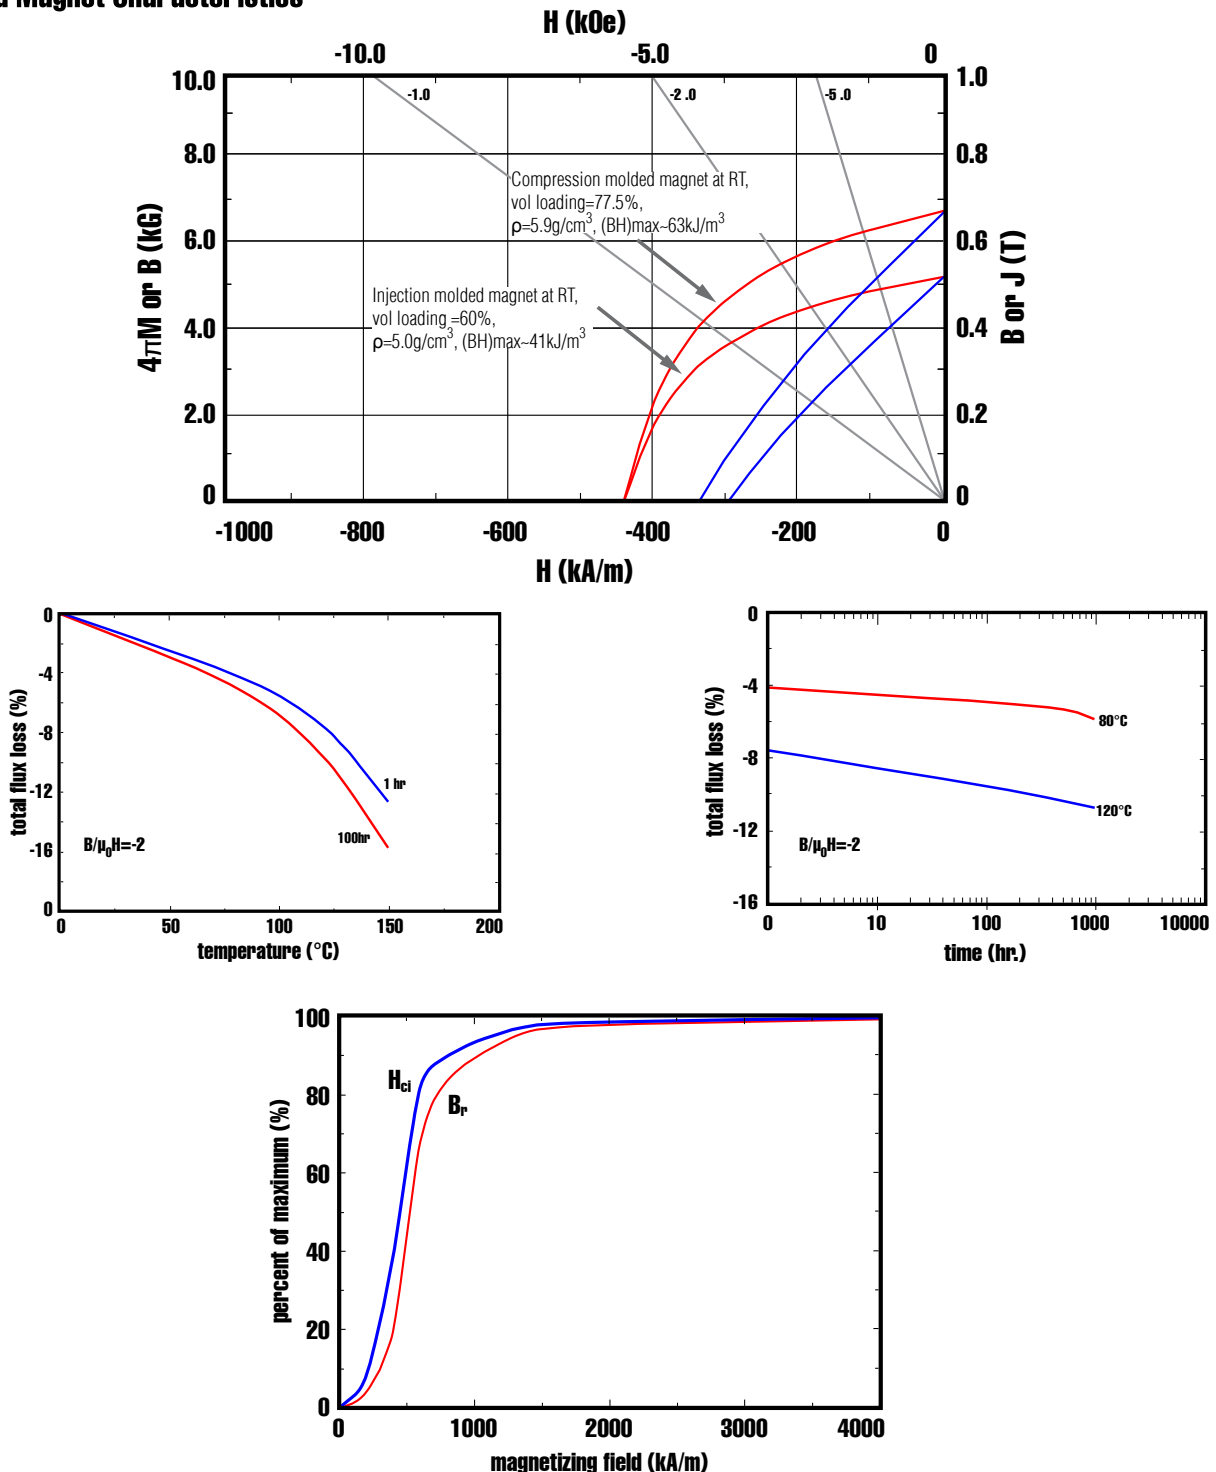 Magnet Characteristics
H (kOe)
-10.0 -5.0 0
10.0 -1.0 -2 .0 -5 .0 1.0
8.0 0.8
Compression molded magnet at RT,
vol loading=77.5%,
ρ=5.9g/cm³, (BH)max~63kJ/m³
6.0 0.6
4πM or B (kG)
B or J (T)
Injection molded magnet at RT,
vol loading =60%,
ρ=5.0g/cm³, (BH)max~41kJ/m³
4.0 0.4
2.0 0.2
0 0
-1000 -800 -600 -400 -200 0
H (kA/m)
total flux loss (%)
0
-4
-8
-12
-16
0
1 hr
100hr
B/μ₀H=-2
0 50 100 150 200
temperature (°C)
total flux loss (%)
0
-4
-8
-12
-16
80°C
120°C
B/μ₀H=-2
0 10 100 1000 10000
time (hr.)
percent of maximum (%)
100
80
60
40
20
0
Hci
Br
0 1000 2000 3000 4000
magnetizing field (kA/m)